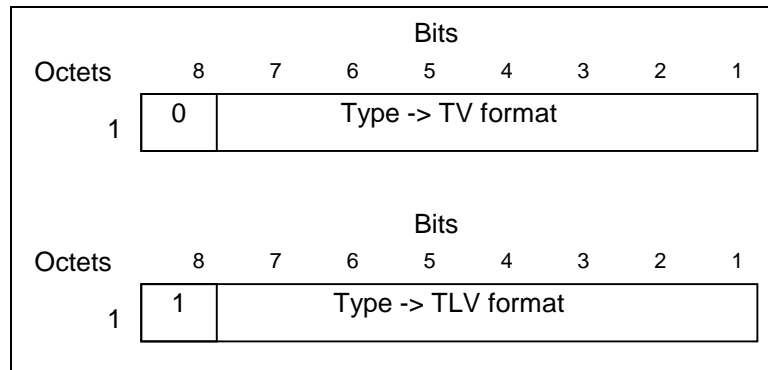 Bits
Octets 8 7 6 5 4 3 2 1
1 0 Type -> TV format
Bits
Octets 8 7 6 5 4 3 2 1
1 1 Type -> TLV format